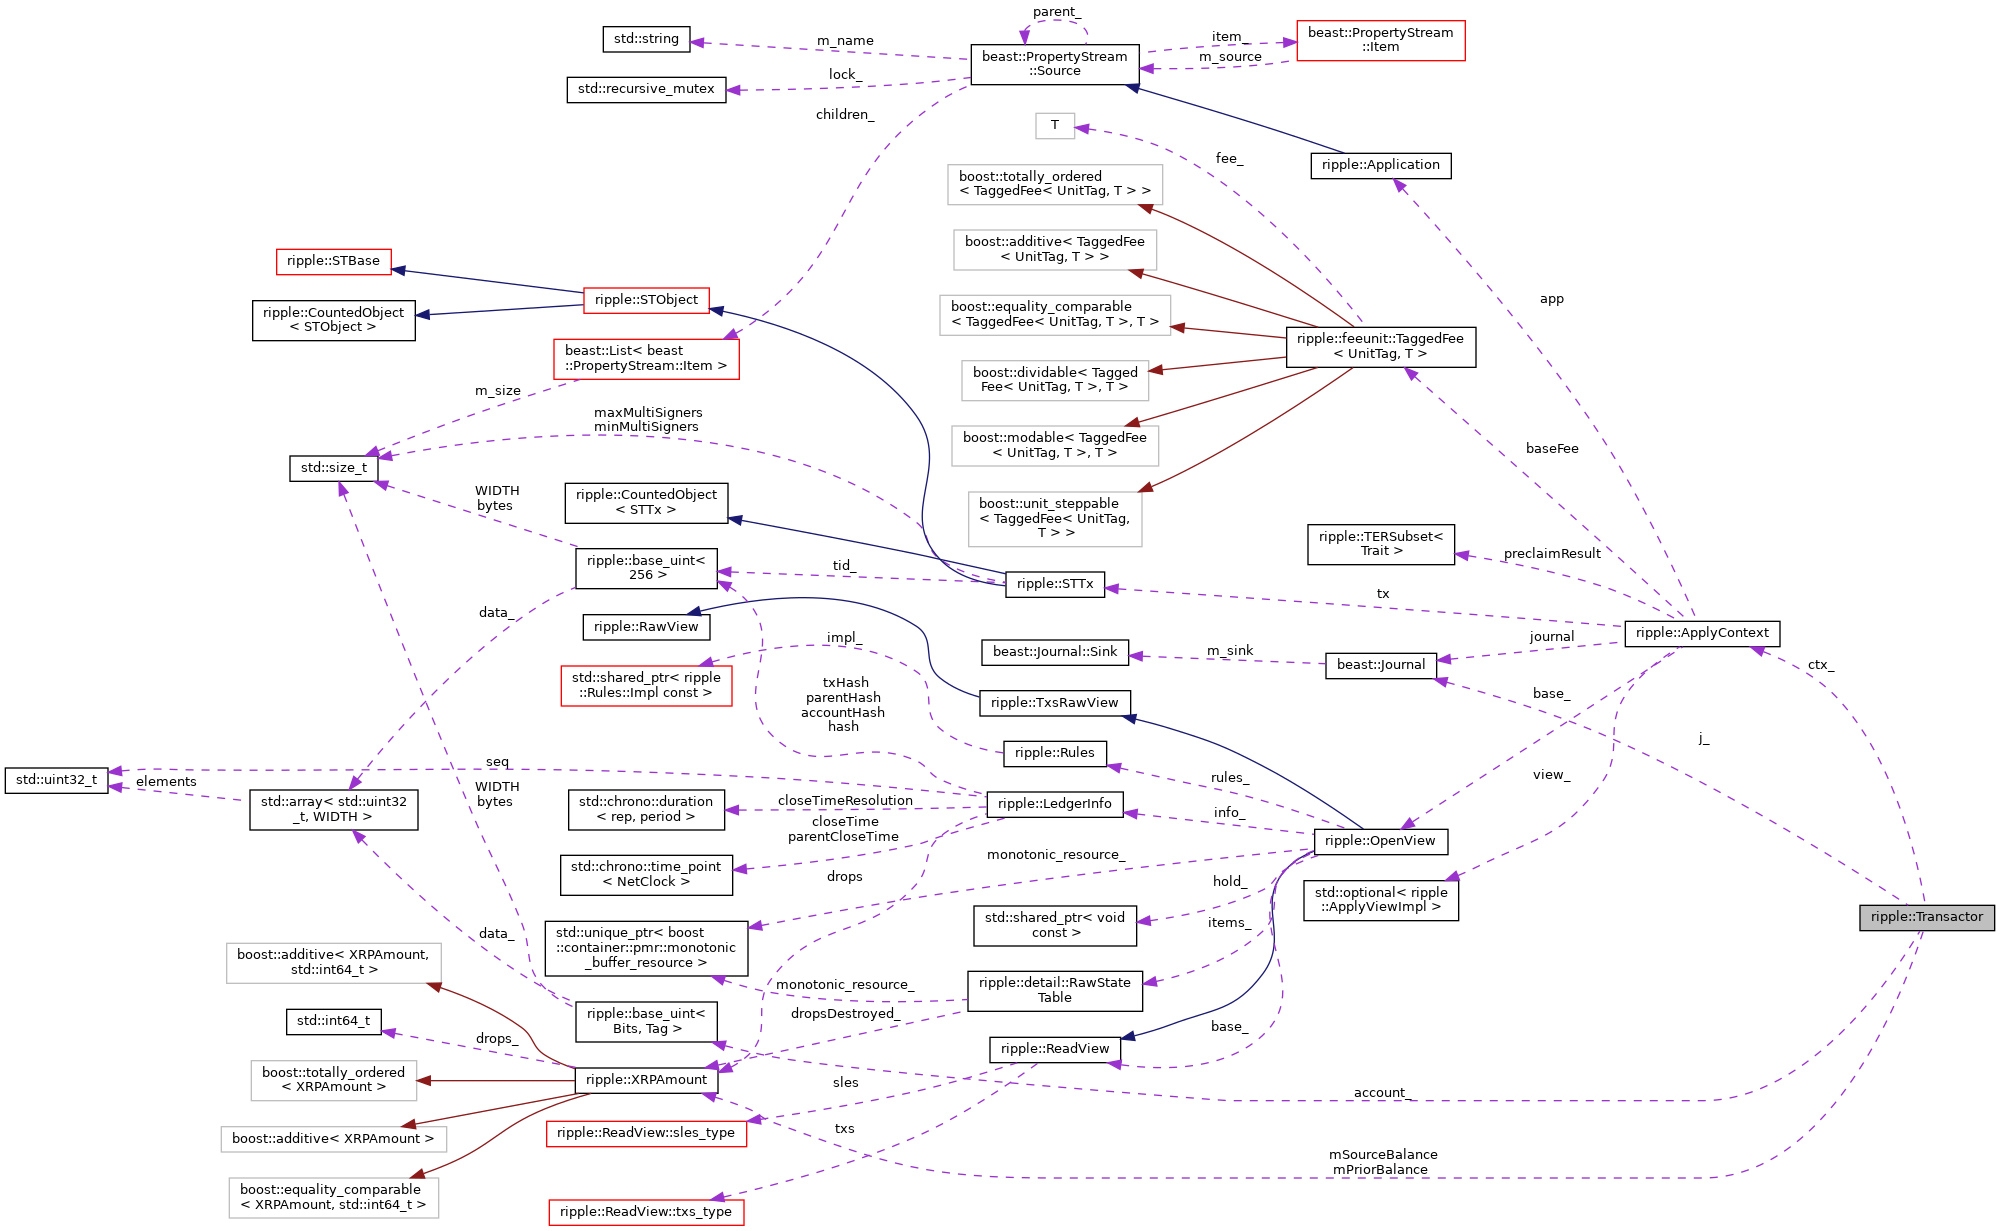 parent_
std::string
m_name
beast::PropertyStream
::Source
item_
m_source
beast::PropertyStream
::Item
std::recursive_mutex
lock_
children_
T
fee_
ripple::Application
boost::totally_ordered
< TaggedFee< UnitTag, T > >
boost::additive< TaggedFee
< UnitTag, T > >
ripple::STBase
ripple::STObject
ripple::CountedObject
< STObject >
boost::equality_comparable
< TaggedFee< UnitTag, T >, T >
app
ripple::feeunit::TaggedFee
< UnitTag, T >
beast::List< beast
::PropertyStream::Item >
boost::dividable< Tagged
Fee< UnitTag, T >, T >
m_size
maxMultiSigners
minMultiSigners
boost::modable< TaggedFee
< UnitTag, T >, T >
baseFee
std::size_t
WIDTH
bytes
ripple::CountedObject
< STTx >
boost::unit_steppable
< TaggedFee< UnitTag,
T > >
ripple::TERSubset<
Trait >
preclaimResult
ripple::base_uint<
256 >
tid_
ripple::STTx
tx
data_
ripple::RawView
impl_
beast::Journal::Sink
m_sink
beast::Journal
journal
ripple::ApplyContext
ctx_
std::shared_ptr< ripple
::Rules::Impl const >
txHash
parentHash
accountHash
hash
ripple::TxsRawView
base_
j_
ripple::Rules
seq
rules_
view_
std::uint32_t
elements
std::array< std::uint32
_t, WIDTH >
WIDTH
bytes
std::chrono::duration
< rep, period >
closeTimeResolution
ripple::LedgerInfo
info_
closeTime
parentCloseTime
ripple::OpenView
std::chrono::time_point
< NetClock >
drops
monotonic_resource_
hold_
std::optional< ripple
::ApplyViewImpl >
ripple::Transactor
std::shared_ptr< void
const >
items_
data_
std::unique_ptr< boost
::container::pmr::monotonic
_buffer_resource >
boost::additive< XRPAmount,
std::int64_t >
monotonic_resource_
ripple::detail::RawState
Table
dropsDestroyed_
std::int64_t
drops_
ripple::base_uint<
Bits, Tag >
base_
ripple::ReadView
boost::totally_ordered
< XRPAmount >
ripple::XRPAmount
sles
account_
boost::additive< XRPAmount >
ripple::ReadView::sles_type
txs
mSourceBalance
mPriorBalance
boost::equality_comparable
< XRPAmount, std::int64_t >
ripple::ReadView::txs_type